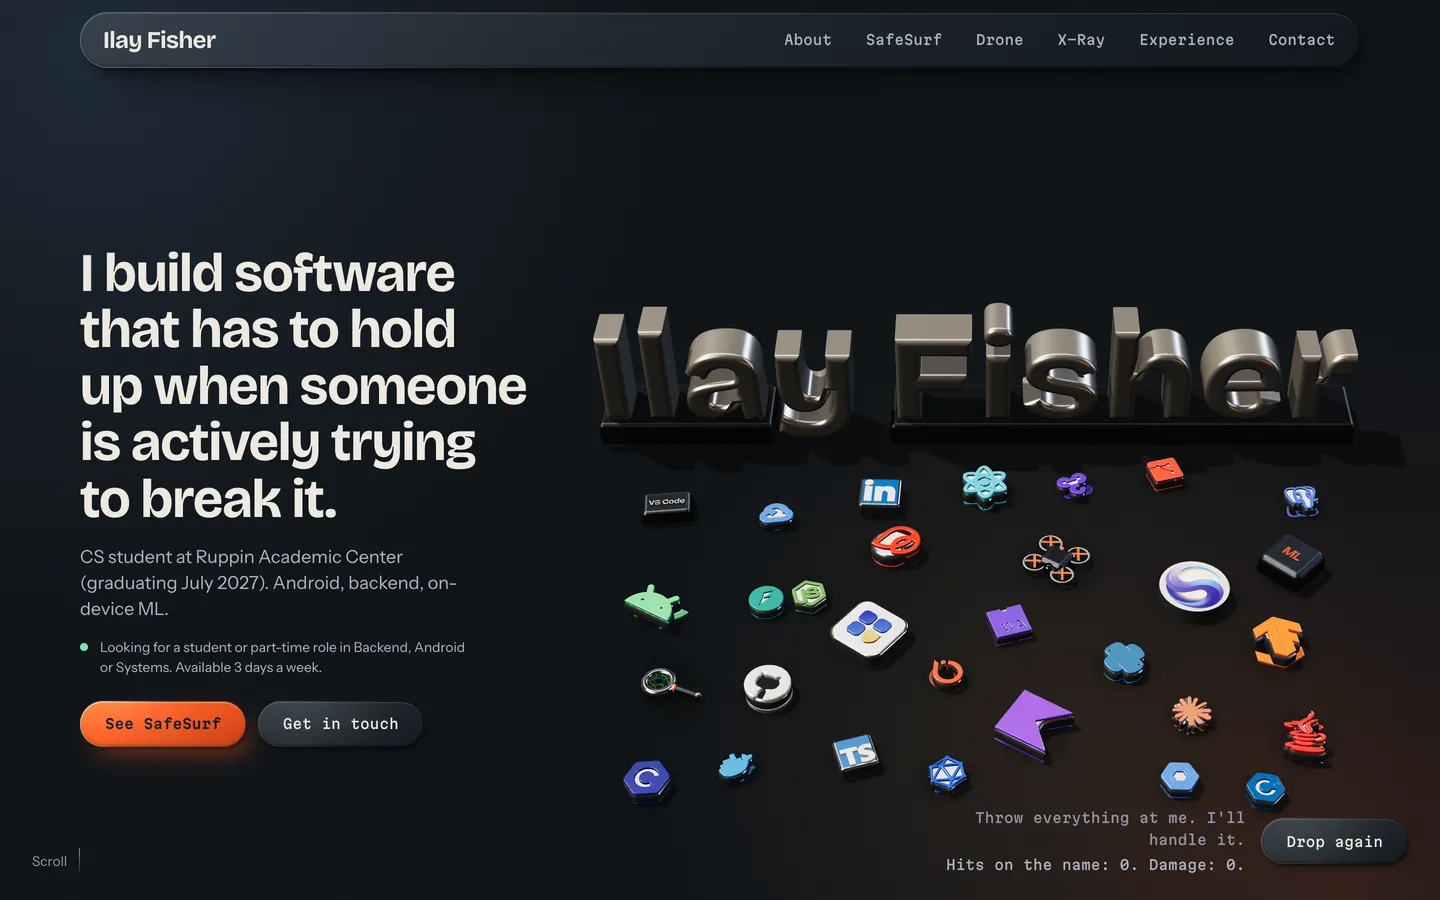 Ilay Fisher
About
SafeSurf
Drone
X-Ray
Experience
Contact
I build software
that has to hold
up when someone
is actively trying
to break it.
CS student at Ruppin Academic Center
(graduating July 2027). Android, backend, on-
device ML.
Looking for a student or part-time role in Backend, Android
or Systems. Available 3 days a week.
See SafeSurf
Get in touch
Scroll
Ilay Fisher
VS Code
in
ML
F
JS
WA
TS
C
C
Throw everything at me. I'll
handle it.
Hits on the name: 0. Damage: 0.
Drop again